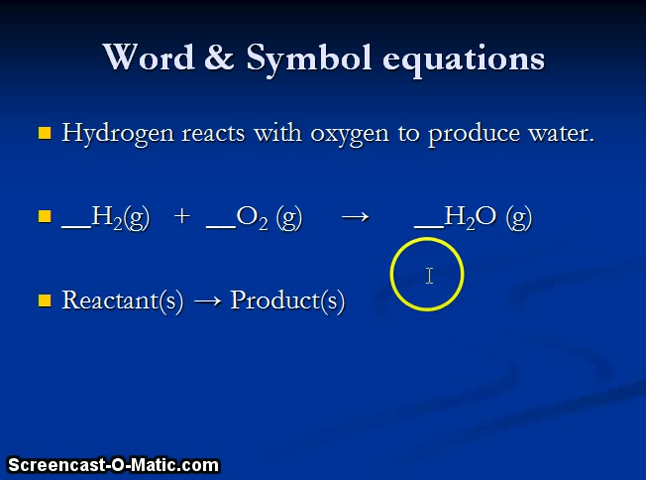 Word & Symbol equations
Hydrogen reacts with oxygen to produce water.
__H₂(g) + __O₂ (g) → __H₂O (g)
Reactant(s) → Product(s)
Screencast-O-Matic.com